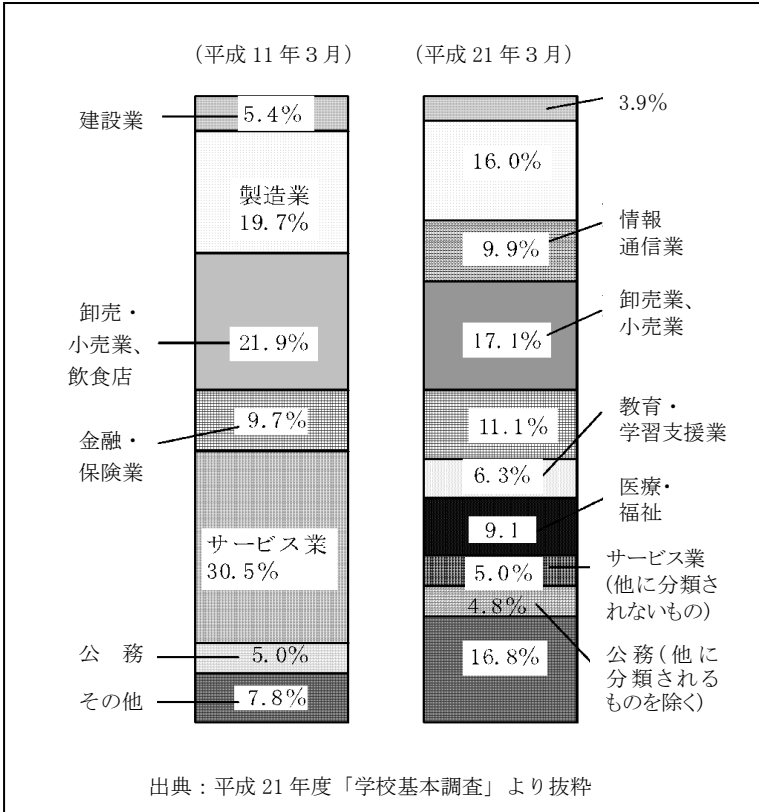 (平成 11 年 3 月)
建設業
5.4%
製造業
19.7%
卸売・
小売業、
飲食店
21.9%
金融・
保険業
9.7%
サービス業
30.5%
公　務
5.0%
その他
7.8%
(平成 21 年 3 月)
3.9%
16.0%
情報
通信業
9.9%
卸売業、
小売業
17.1%
11.1%
教育・
学習支援業
6.3%
医療・
福祉
9.1
サービス業
(他に分類さ
れないもの)
5.0%
4.8%
公 務 ( 他 に
分類される
ものを除く)
16.8%
出典：平成 21 年度「学校基本調査」より抜粋